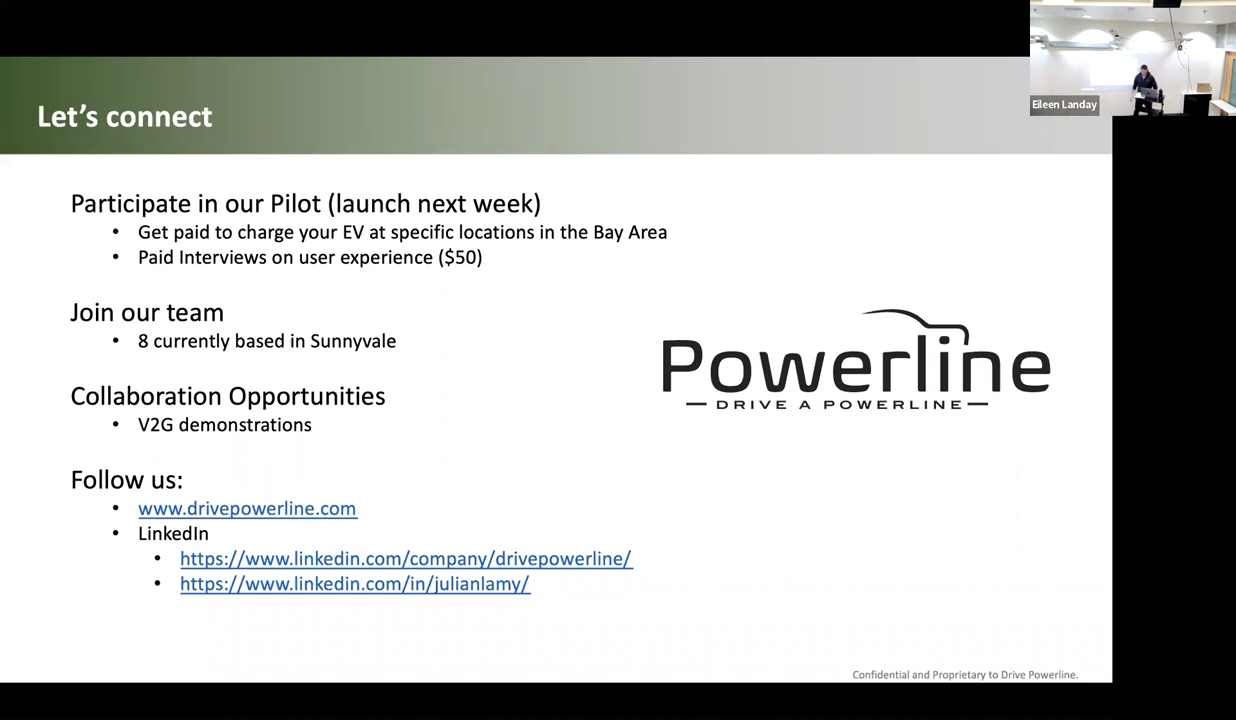 Eileen Landay
Let's connect
Participate in our Pilot (launch next week)
• Get paid to charge your EV at specific locations in the Bay Area
• Paid Interviews on user experience ($50)
Join our team
• 8 currently based in Sunnyvale
Collaboration Opportunities
• V2G demonstrations
Follow us:
• www.drivepowerline.com
• LinkedIn
• https://www.linkedin.com/company/drivepowerline/
• https://www.linkedin.com/in/julianlamy/
Powerline
DRIVE A POWERLINE
Confidential and Proprietary to Drive Powerline.